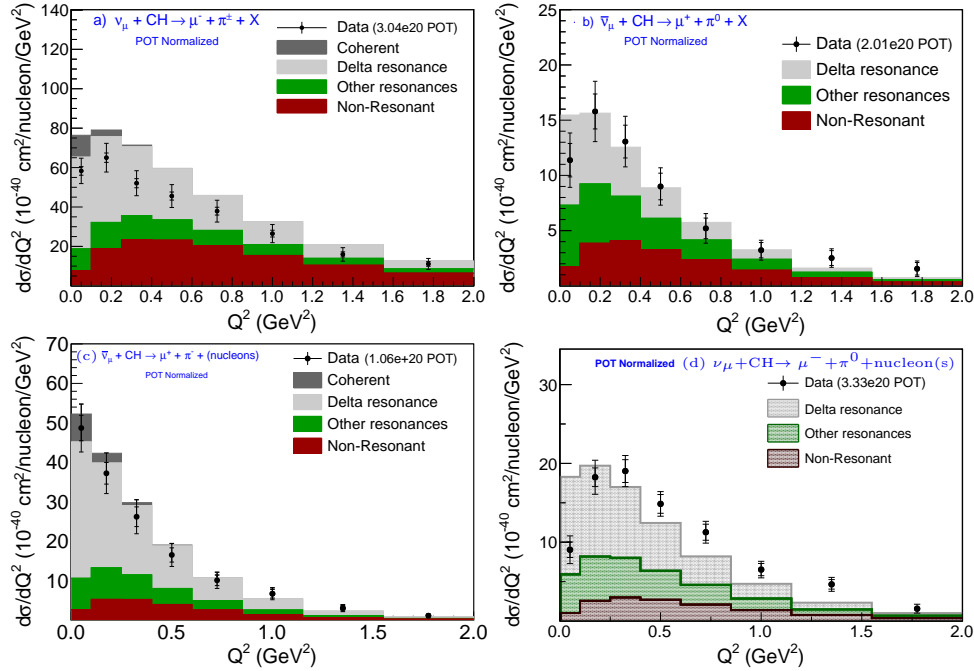 a) νμ + CH → μ- + π± + X
POT Normalized
Data (3.04e20 POT)
Coherent
Delta resonance
Other resonances
Non-Resonant
dσ/dQ² (10⁻⁴⁰ cm²/nucleon/GeV²)
140
120
100
80
60
40
20
0.0 0.2 0.4 0.6 0.8 1.0 1.2 1.4 1.6 1.8 2.0
Q² (GeV²)
b) ν̅μ + CH → μ⁺ + π⁰ + X
POT Normalized
Data (2.01e20 POT)
Delta resonance
Other resonances
Non-Resonant
dσ/dQ² (10⁻⁴⁰ cm²/nucleon/GeV²)
25
20
15
10
5
0.0 0.2 0.4 0.6 0.8 1.0 1.2 1.4 1.6 1.8 2.0
Q² (GeV²)
(c) ν̅μ + CH → μ⁺ + π⁻ + (nucleons)
POT Normalized
Data (1.06e+20 POT)
Coherent
Delta resonance
Other resonances
Non-Resonant
dσ/dQ² (10⁻⁴⁰ cm²/nucleon/GeV²)
70
60
50
40
30
20
10
0.0 0.5 1.0 1.5 2.0
Q² (GeV²)
POT Normalized (d) νμ+CH→ μ⁻+π⁰+nucleon(s)
Data (3.33e20 POT)
Delta resonance
Other resonances
Non-Resonant
dσ/dQ² (10⁻⁴⁰ cm²/nucleon/GeV²)
30
20
10
0.0 0.5 1.0 1.5 2.0
Q² (GeV²)